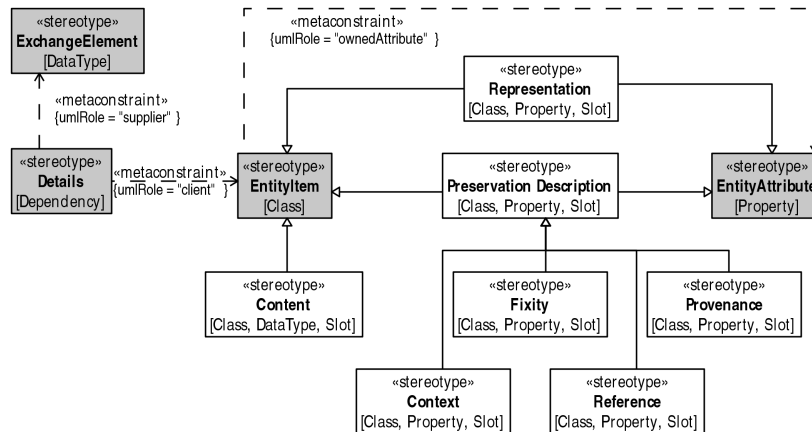 «stereotype»
ExchangeElement
[DataType]
«metaconstraint»
{umlRole = "ownedAttribute" }
«stereotype»
Representation
[Class, Property, Slot]
«metaconstraint»
{umlRole = "supplier" }
«stereotype»
Details
[Dependency]
«metaconstraint»
{umlRole = "client" }
«stereotype»
EntityItem
[Class]
«stereotype»
Preservation Description
[Class, Property, Slot]
«stereotype»
EntityAttribute
[Property]
«stereotype»
Content
[Class, DataType, Slot]
«stereotype»
Fixity
[Class, Property, Slot]
«stereotype»
Provenance
[Class, Property, Slot]
«stereotype»
Context
[Class, Property, Slot]
«stereotype»
Reference
[Class, Property, Slot]